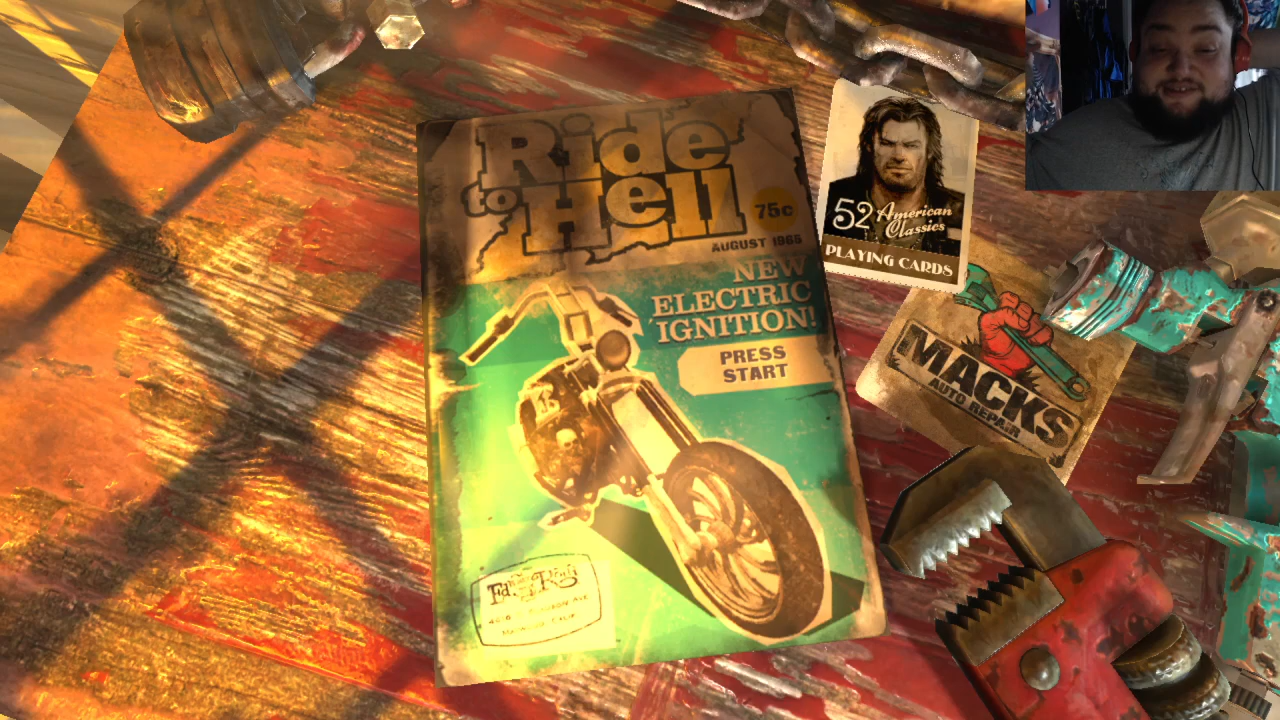 Ride
to Hell
75c
AUGUST 1965
NEW
ELECTRIC
IGNITION!
PRESS
START
52 American
Classics
PLAYING CARDS
MACKS
AUTO REPAIR
13